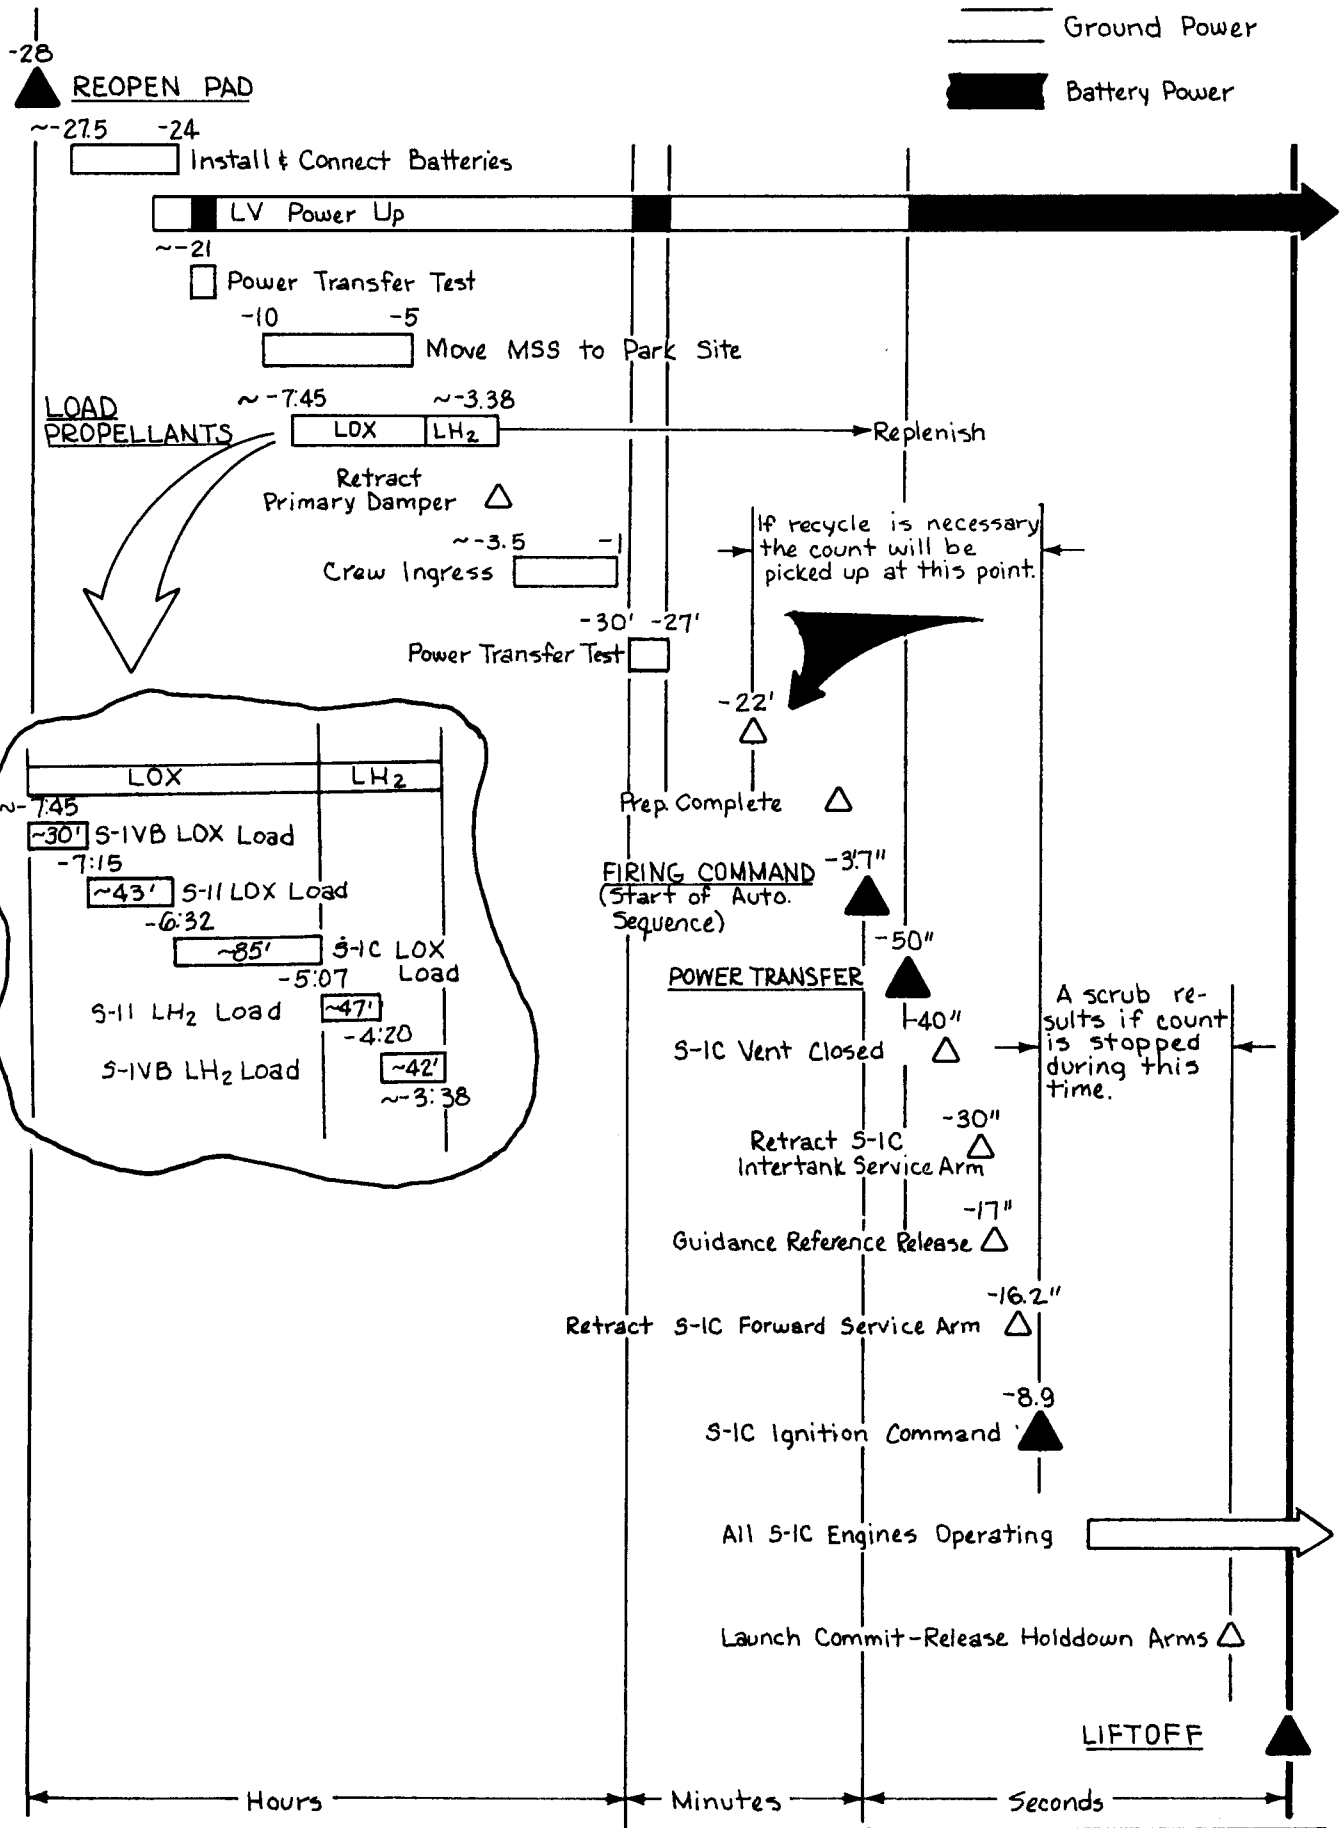 Ground Power
-28
REOPEN PAD
Battery Power
~-27.5 -24
Install & Connect Batteries
LV Power Up
~-21
Power Transfer Test
-10 -5
Move MSS to Park Site
LOAD
PROPELLANTS
~-7:45 ~-3.38
LOX LH2
Replenish
Retract
Primary Damper
If recycle is necessary
the count will be
picked up at this point.
~-3.5 -1
Crew Ingress
-30' -27'
Power Transfer Test
-22'
LOX LH2
~-7:45
~30' S-IVB LOX Load
-7:15
~43' S-II LOX Load
-6:32
~85' S-IC LOX
Load
-5:07
S-II LH2 Load ~47'
-4:20
S-IVB LH2 Load ~42'
~-3:38
Prep. Complete
-3'7"
FIRING COMMAND
(Start of Auto.
Sequence)
-50"
POWER TRANSFER
-40"
S-IC Vent Closed
A scrub re-
sults if count
is stopped
during this
time.
-30"
Retract S-IC
Intertank Service Arm
-17"
Guidance Reference Release
-16.2"
Retract S-IC Forward Service Arm
-8.9
S-IC Ignition Command
All S-IC Engines Operating
Launch Commit-Release Holddown Arms
LIFTOFF
Hours Minutes Seconds